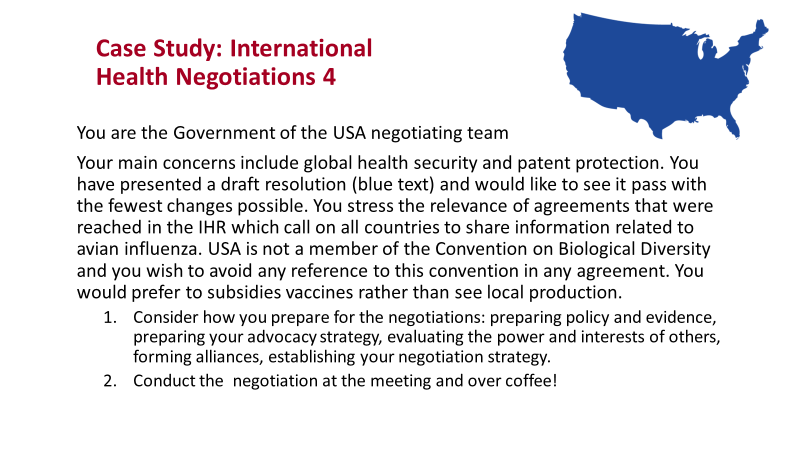 Case Study: International
Health Negotiations 4
You are the Government of the USA negotiating team
Your main concerns include global health security and patent protection. You
have presented a draft resolution (blue text) and would like to see it pass with
the fewest changes possible. You stress the relevance of agreements that were
reached in the IHR which call on all countries to share information related to
avian influenza. USA is not a member of the Convention on Biological Diversity
and you wish to avoid any reference to this convention in any agreement. You
would prefer to subsidies vaccines rather than see local production.
1. Consider how you prepare for the negotiations: preparing policy and evidence,
preparing your advocacy strategy, evaluating the power and interests of others,
forming alliances, establishing your negotiation strategy.
2. Conduct the  negotiation at the meeting and over coffee!